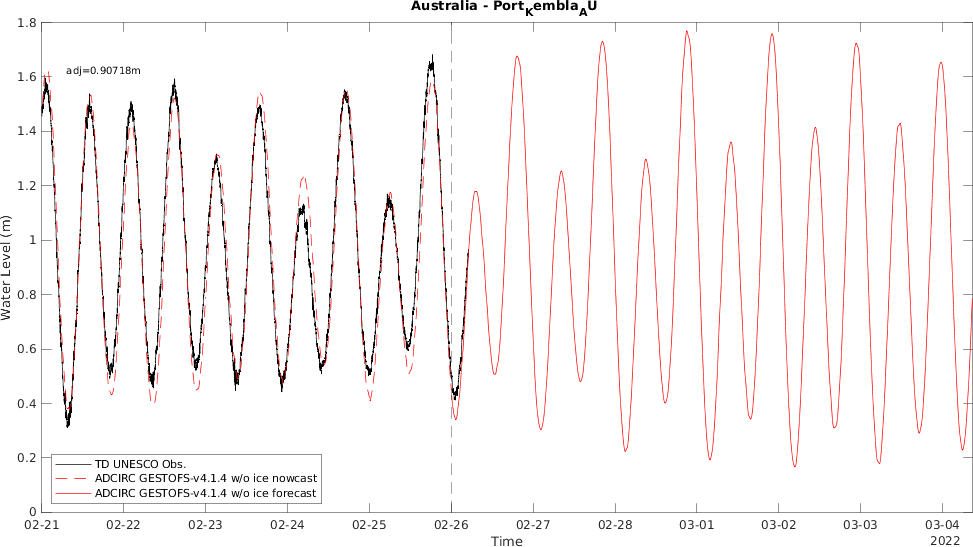 Australia - Port_Kembla_AU
1.8
1.6
1.4
1.2
1
0.8
0.6
0.4
0.2
0
Water Level (m)
adj=0.90718m
TD UNESCO Obs.
ADCIRC GESTOFS-v4.1.4 w/o ice nowcast
ADCIRC GESTOFS-v4.1.4 w/o ice forecast
02-21 02-22 02-23 02-24 02-25 02-26 02-27 02-28 03-01 03-02 03-03 03-04
2022
Time